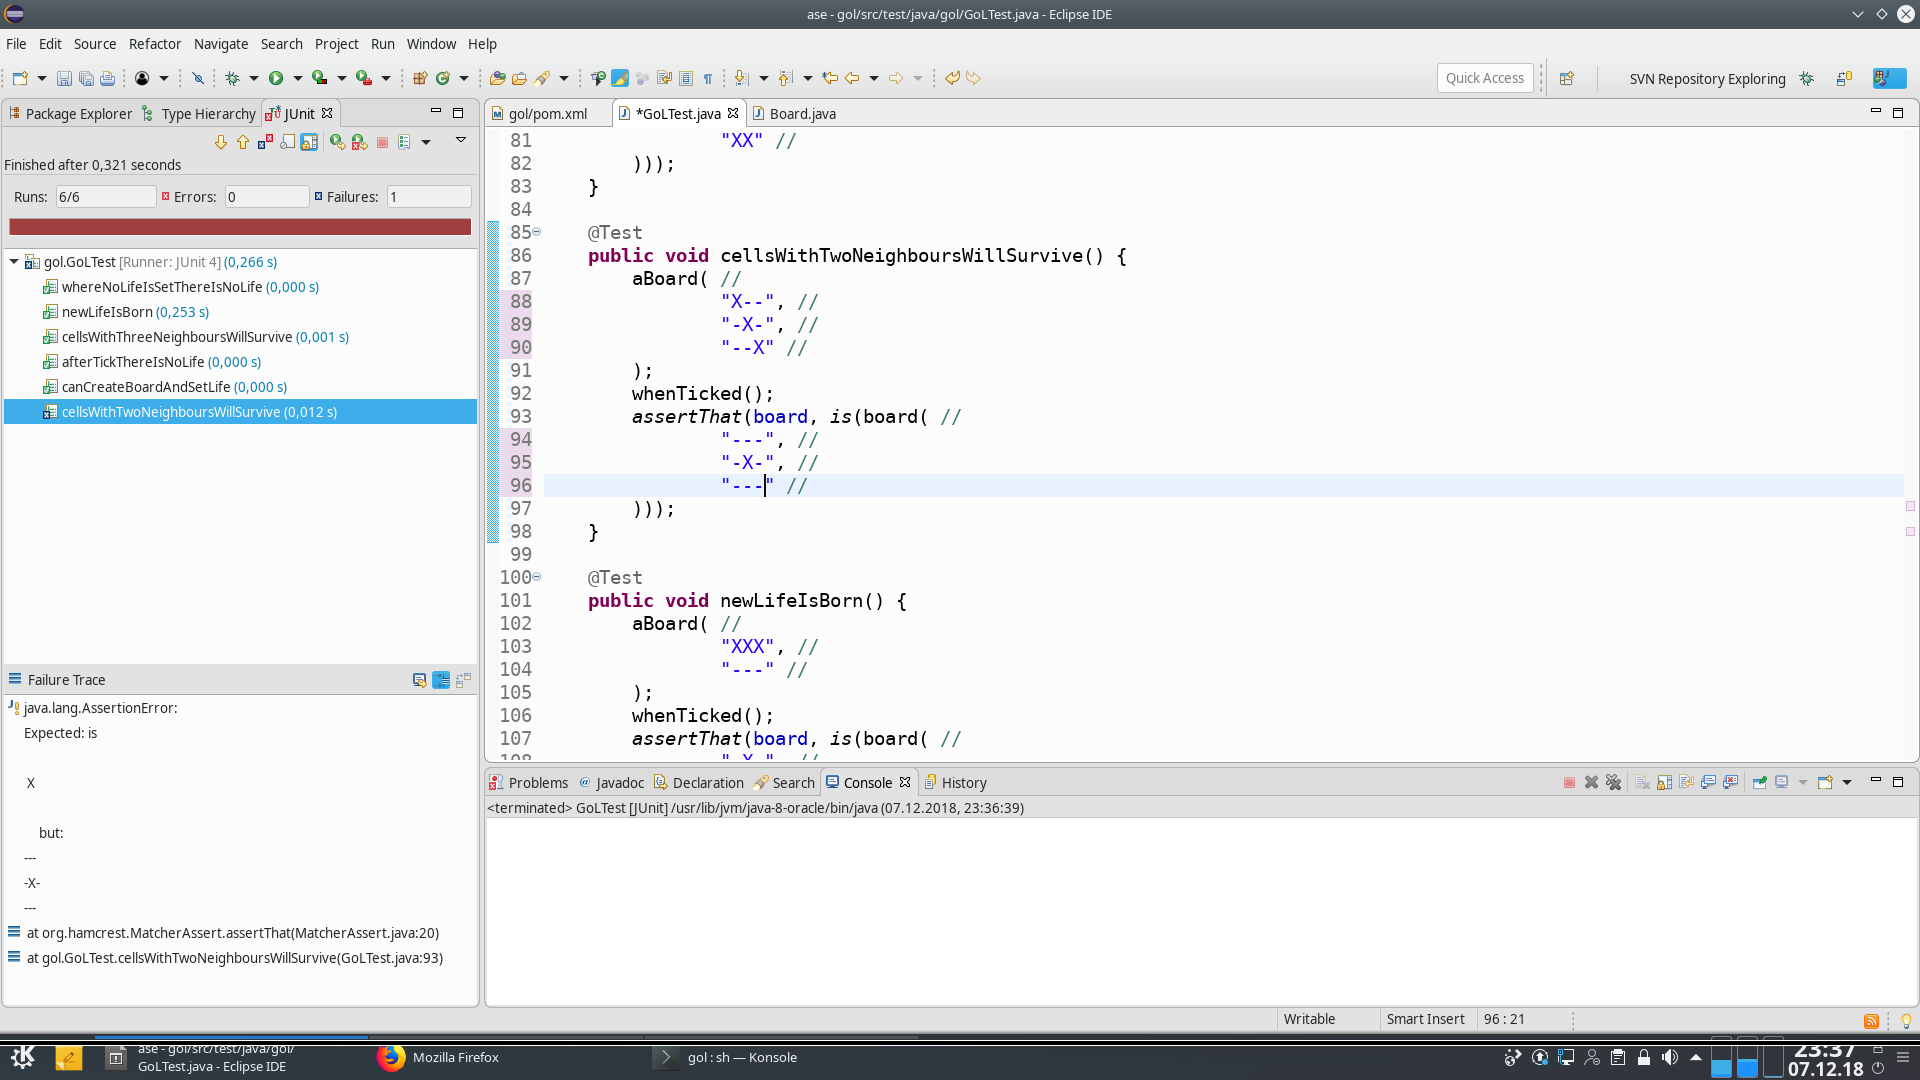 ase - gol/src/test/java/gol/GoLTest.java - Eclipse IDE
File Edit Source Refactor Navigate Search Project Run Window Help
Quick Access
SVN Repository Exploring
Package Explorer Type Hierarchy JUnit
Finished after 0,321 seconds
Runs: 6/6 Errors: 0 Failures: 1
gol.GoLTest [Runner: JUnit 4] (0,266 s)
whereNoLifeIsSetThereIsNoLife (0,000 s)
newLifeIsBorn (0,253 s)
cellsWithThreeNeighboursWillSurvive (0,001 s)
afterTickThereIsNoLife (0,000 s)
canCreateBoardAndSetLife (0,000 s)
cellsWithTwoNeighboursWillSurvive (0,012 s)
Failure Trace
java.lang.AssertionError:
Expected: is
X
but:
---
-X-
---
at org.hamcrest.MatcherAssert.assertThat(MatcherAssert.java:20)
at gol.GoLTest.cellsWithTwoNeighboursWillSurvive(GoLTest.java:93)
gol/pom.xml *GoLTest.java Board.java
81 "XX" //
82 )));
83 }
84
85 @Test
86 public void cellsWithTwoNeighboursWillSurvive() {
87 aBoard( //
88 "X--", //
89 "-X-", //
90 "--X" //
91 );
92 whenTicked();
93 assertThat(board, is(board( //
94 "---", //
95 "-X-", //
96 "---" //
97 )));
98 }
99
100 @Test
101 public void newLifeIsBorn() {
102 aBoard( //
103 "XXX", //
104 "---" //
105 );
106 whenTicked();
107 assertThat(board, is(board( //
108 "-X-", //
Problems Javadoc Declaration Search Console History
<terminated> GoLTest [JUnit] /usr/lib/jvm/java-8-oracle/bin/java (07.12.2018, 23:36:39)
Writable Smart Insert 96 : 21
ase - gol/src/test/java/gol/
GoLTest.java - Eclipse IDE
Mozilla Firefox
gol : sh — Konsole
23:37
07.12.18